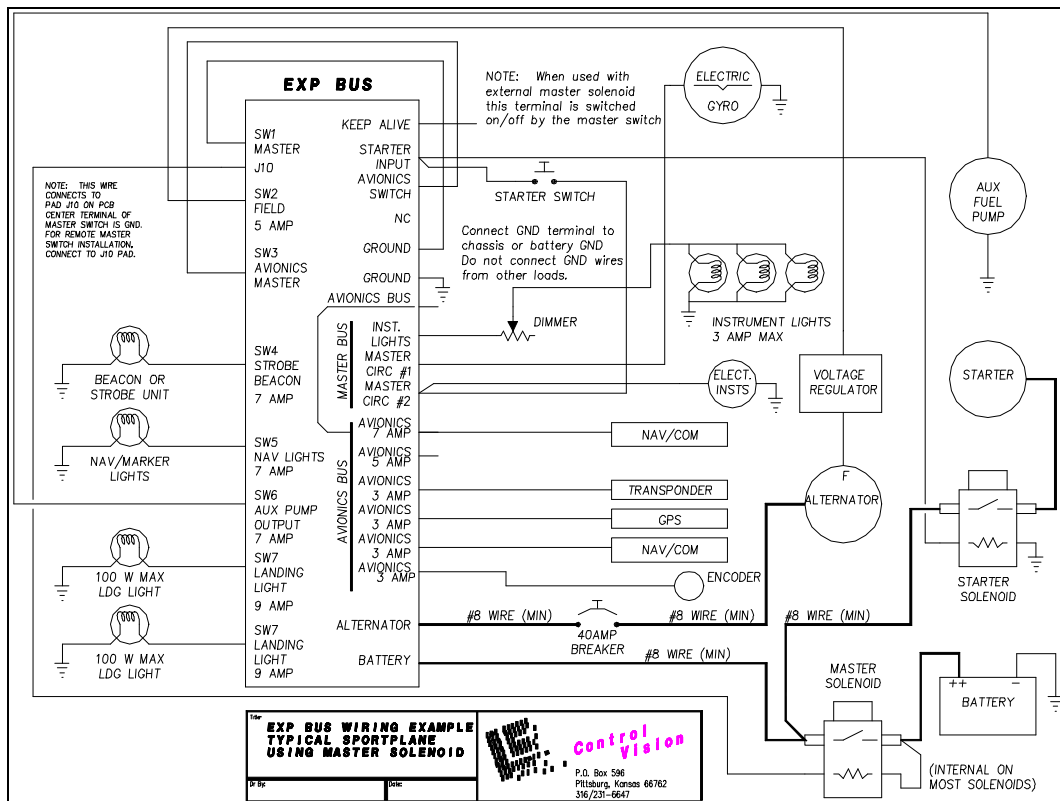 EXP BUS
SW1
MASTER
J10
SW2
FIELD
5 AMP
SW3
AVIONICS
MASTER
SW4
STROBE
BEACON
7 AMP
SW5
NAV LIGHTS
7 AMP
SW6
AUX PUMP
OUTPUT
7 AMP
SW7
LANDING
LIGHT
9 AMP
SW7
LANDING
LIGHT
9 AMP
KEEP ALIVE
STARTER
INPUT
AVIONICS
SWITCH
NC
GROUND
GROUND
AVIONICS BUS
MASTER BUS
INST.
LIGHTS
MASTER
CIRC #1
MASTER
CIRC #2
AVIONICS BUS
AVIONICS
7 AMP
AVIONICS
5 AMP
AVIONICS
3 AMP
AVIONICS
3 AMP
AVIONICS
3 AMP
AVIONICS
3 AMP
ALTERNATOR
BATTERY
NOTE: THIS WIRE
CONNECTS TO
PAD J10 ON PCB
CENTER TERMINAL OF
MASTER SWITCH IS GND.
FOR REMOTE MASTER
SWITCH INSTALLATION,
CONNECT TO J10 PAD.
BEACON OR
STROBE UNIT
NAV/MARKER
LIGHTS
100 W MAX
LDG LIGHT
100 W MAX
LDG LIGHT
NOTE: When used with
external master solenoid
this terminal is switched
on/off by the master switch
STARTER SWITCH
Connect GND terminal to
chassis or battery GND
Do not connect GND wires
from other loads.
DIMMER
ELECTRIC
GYRO
INSTRUMENT LIGHTS
3 AMP MAX
ELECT.
INSTS
NAV/COM
TRANSPONDER
GPS
NAV/COM
ENCODER
AUX
FUEL
PUMP
VOLTAGE
REGULATOR
STARTER
F
ALTERNATOR
STARTER
SOLENOID
#8 WIRE (MIN)
40AMP
BREAKER
#8 WIRE (MIN)
#8 WIRE (MIN)
#8 WIRE (MIN)
MASTER
SOLENOID
++
-
BATTERY
(INTERNAL ON
MOST SOLENOIDS)
Title:
EXP BUS WIRING EXAMPLE
TYPICAL SPORTPLANE
USING MASTER SOLENOID
Dr By:
Date:
Control
Vision
P.O. Box 596
Pittsburg, Kansas 66762
316/231-6647